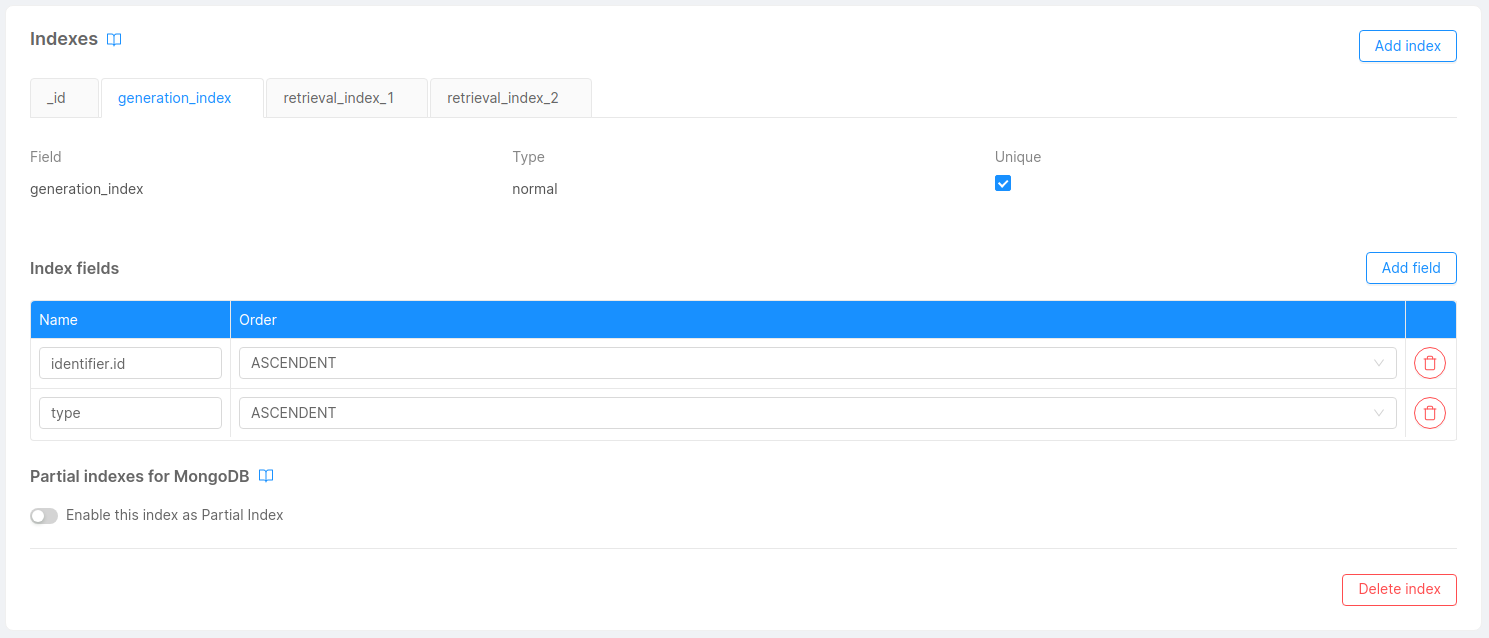 Indexes
Add index
_id
generation_index
retrieval_index_1
retrieval_index_2
Field
Type
Unique
generation_index
normal
Index fields
Add field
Name
Order
identifier.id
ASCENDENT
type
ASCENDENT
Partial indexes for MongoDB
Enable this index as Partial Index
Delete index